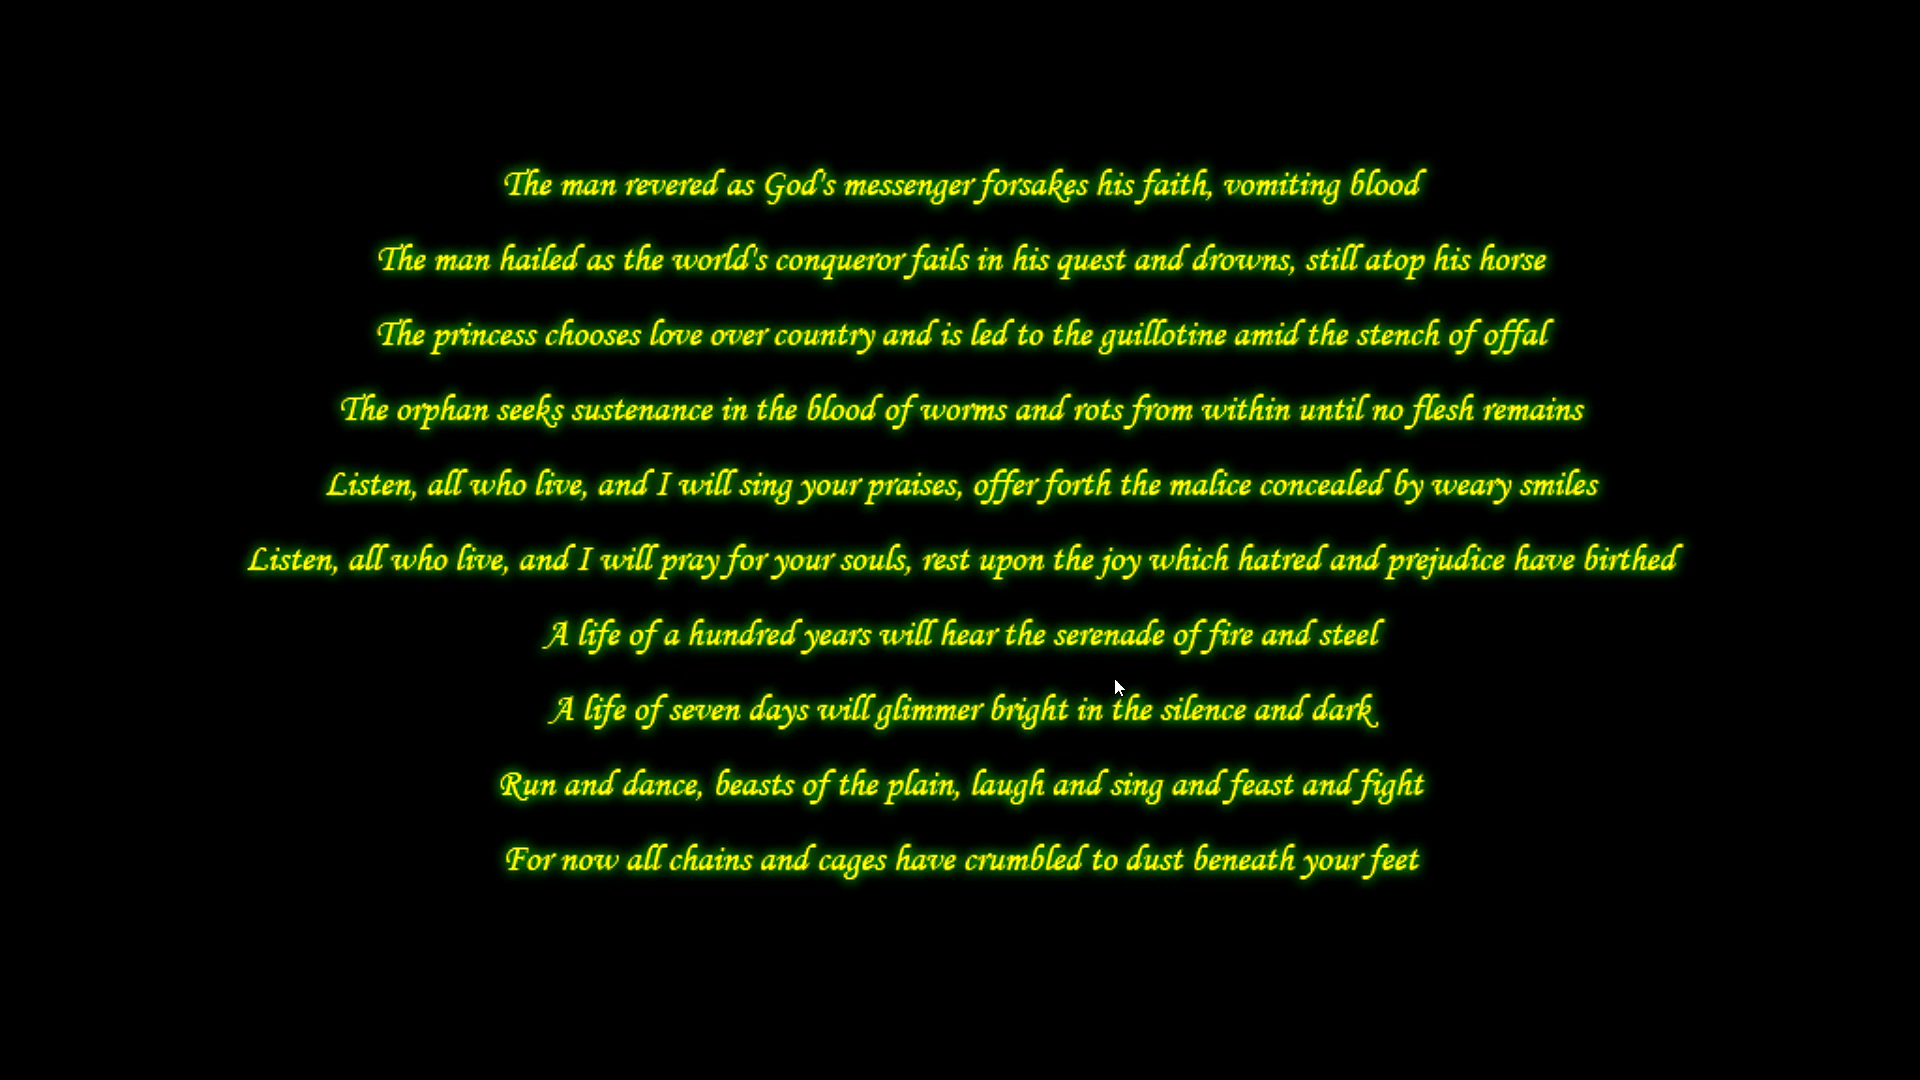 The man revered as God's messenger forsakes his faith, vomiting blood
The man hailed as the world's conqueror fails in his quest and drowns, still atop his horse
The princess chooses love over country and is led to the guillotine amid the stench of offal
The orphan seeks sustenance in the blood of worms and rots from within until no flesh remains
Listen, all who live, and I will sing your praises, offer forth the malice concealed by weary smiles
Listen, all who live, and I will pray for your souls, rest upon the joy which hatred and prejudice have birthed
A life of a hundred years will hear the serenade of fire and steel
A life of seven days will glimmer bright in the silence and dark
Run and dance, beasts of the plain, laugh and sing and feast and fight
For now all chains and cages have crumbled to dust beneath your feet